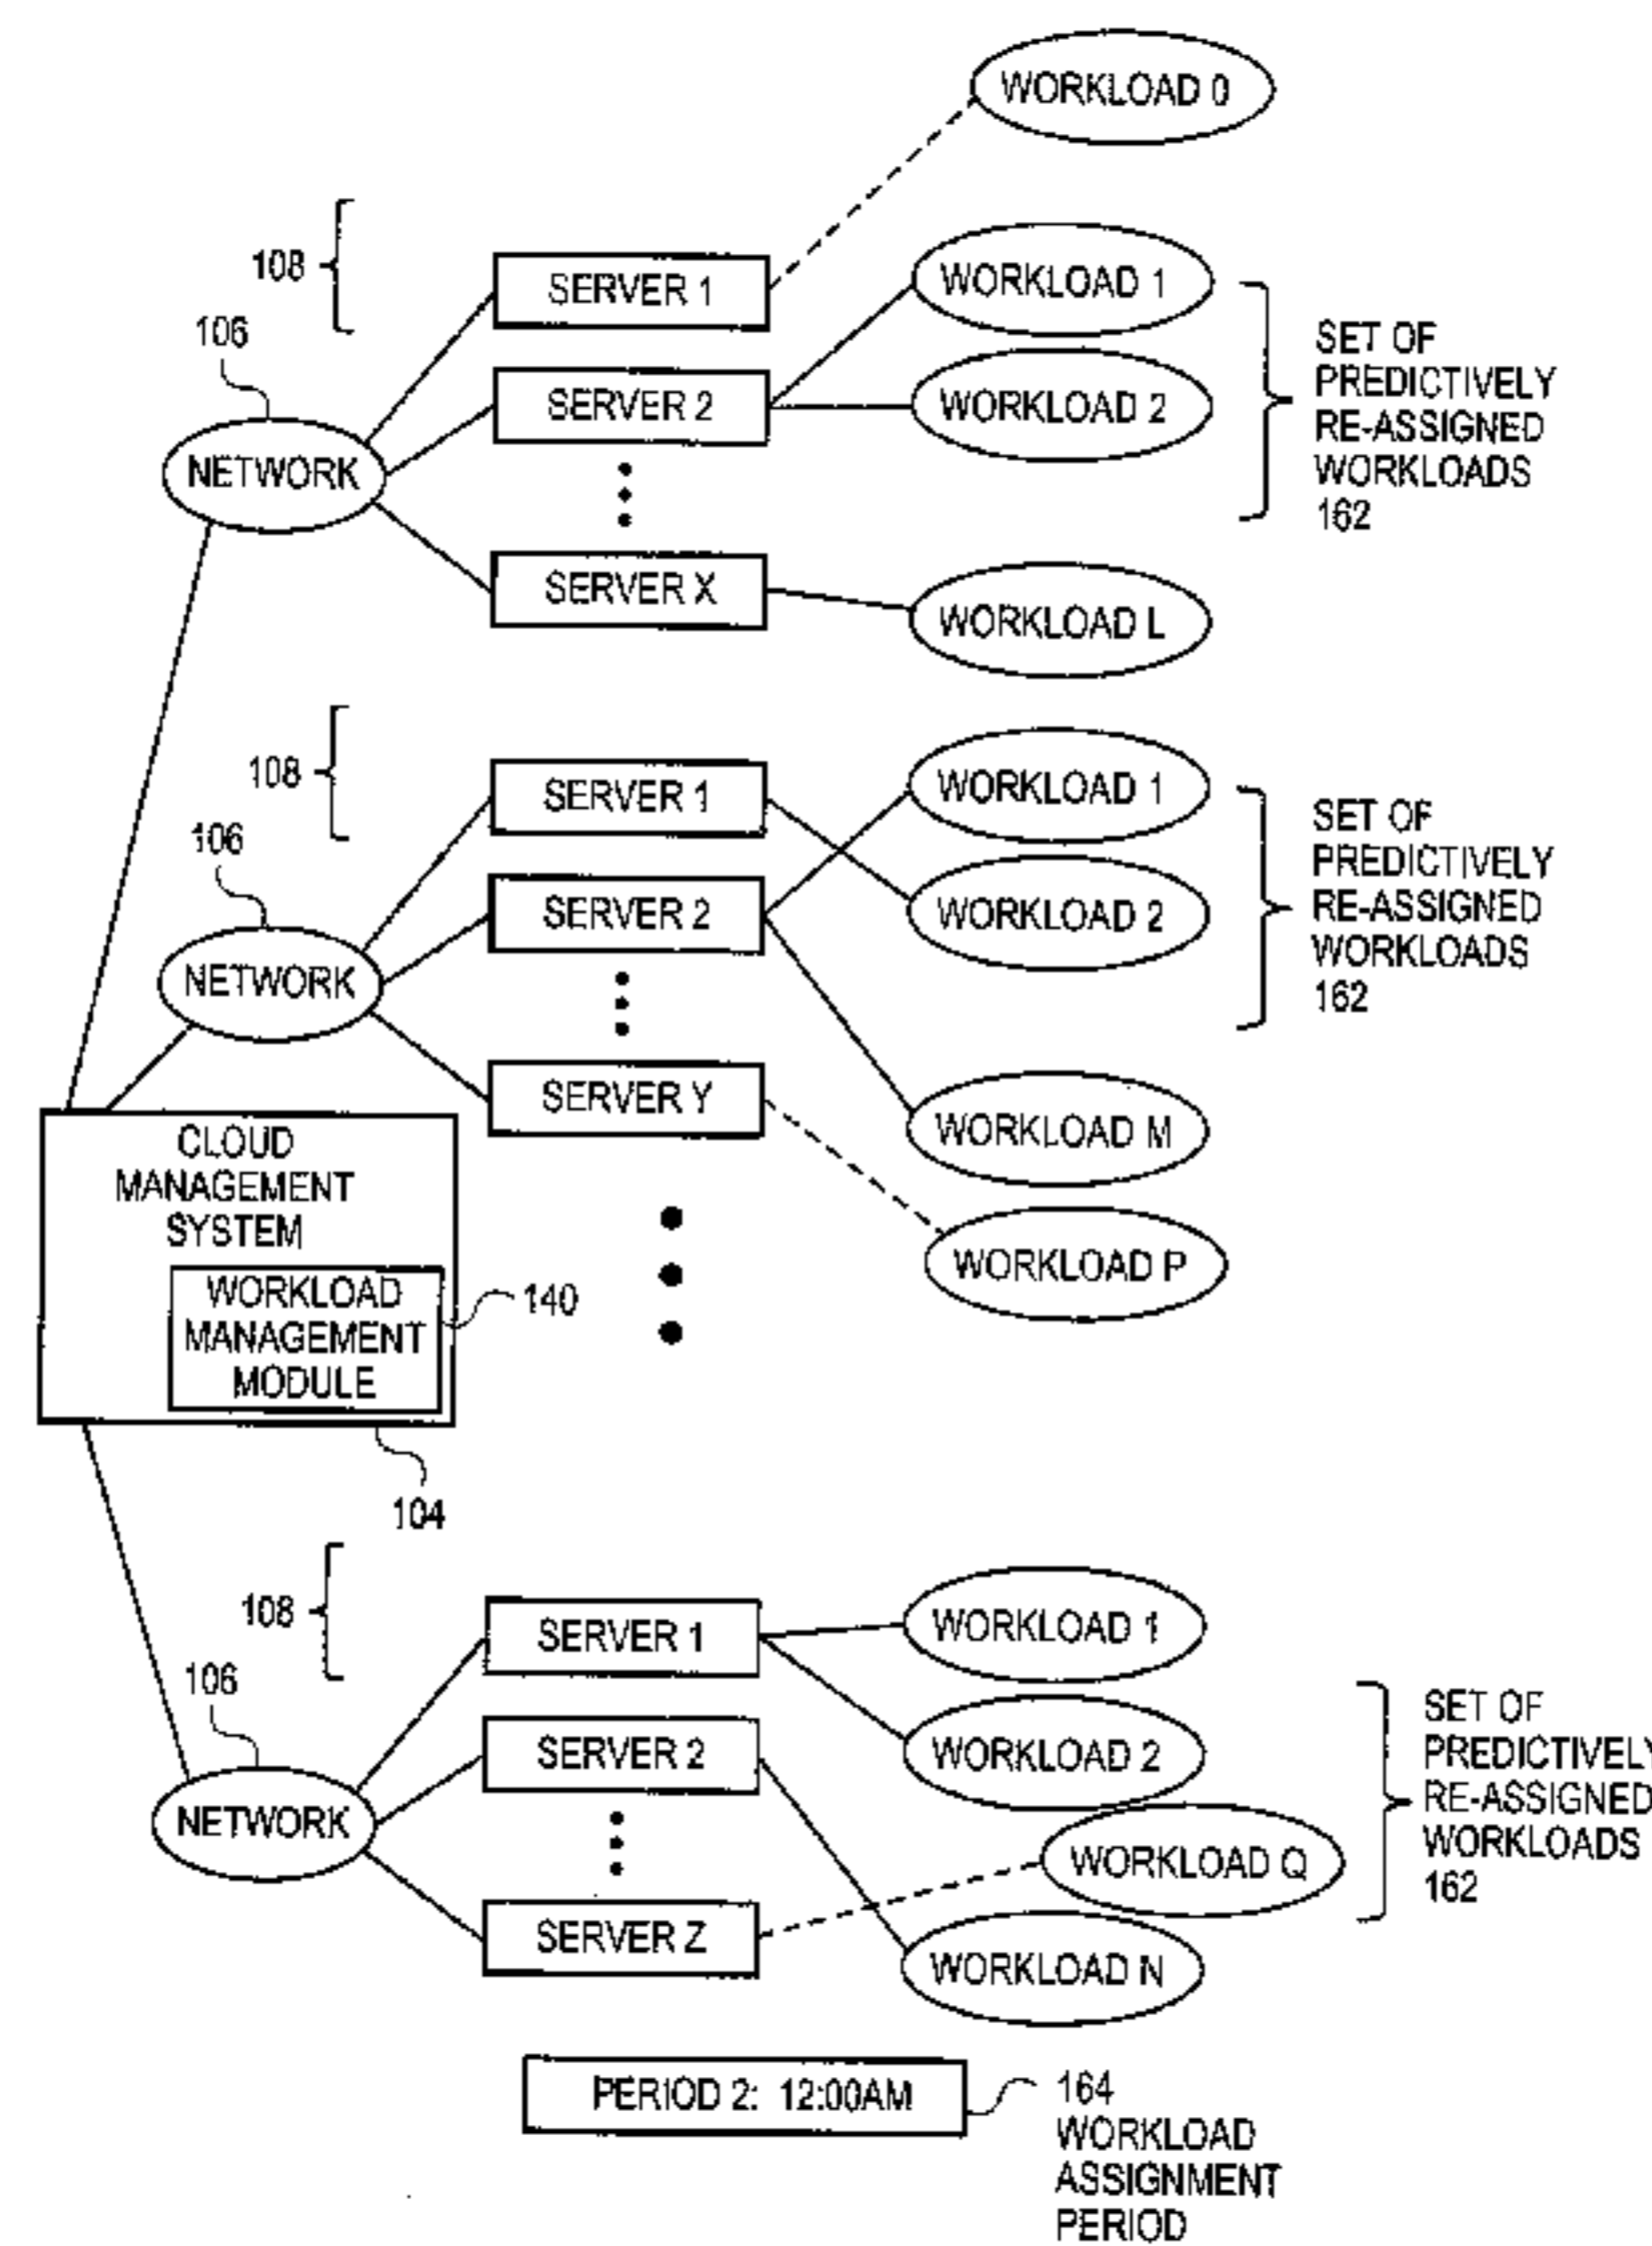 WORKLOAD 0
108
SERVER 1
WORKLOAD 1
106
SERVER 2
WORKLOAD 2
SET OF
PREDICTIVELY
RE-ASSIGNED
WORKLOADS
162
NETWORK
SERVER X
WORKLOAD L
108
SERVER 1
WORKLOAD 1
106
SERVER 2
WORKLOAD 2
SET OF
PREDICTIVELY
RE-ASSIGNED
WORKLOADS
162
NETWORK
SERVER Y
WORKLOAD M
WORKLOAD P
CLOUD
MANAGEMENT
SYSTEM
WORKLOAD
MANAGEMENT
MODULE
140
104
108
SERVER 1
WORKLOAD 1
106
SERVER 2
WORKLOAD 2
SET OF
PREDICTIVELY
RE-ASSIGNED
WORKLOADS
162
NETWORK
WORKLOAD Q
SERVER Z
WORKLOAD N
PERIOD 2: 12:00AM
164
WORKLOAD
ASSIGNMENT
PERIOD